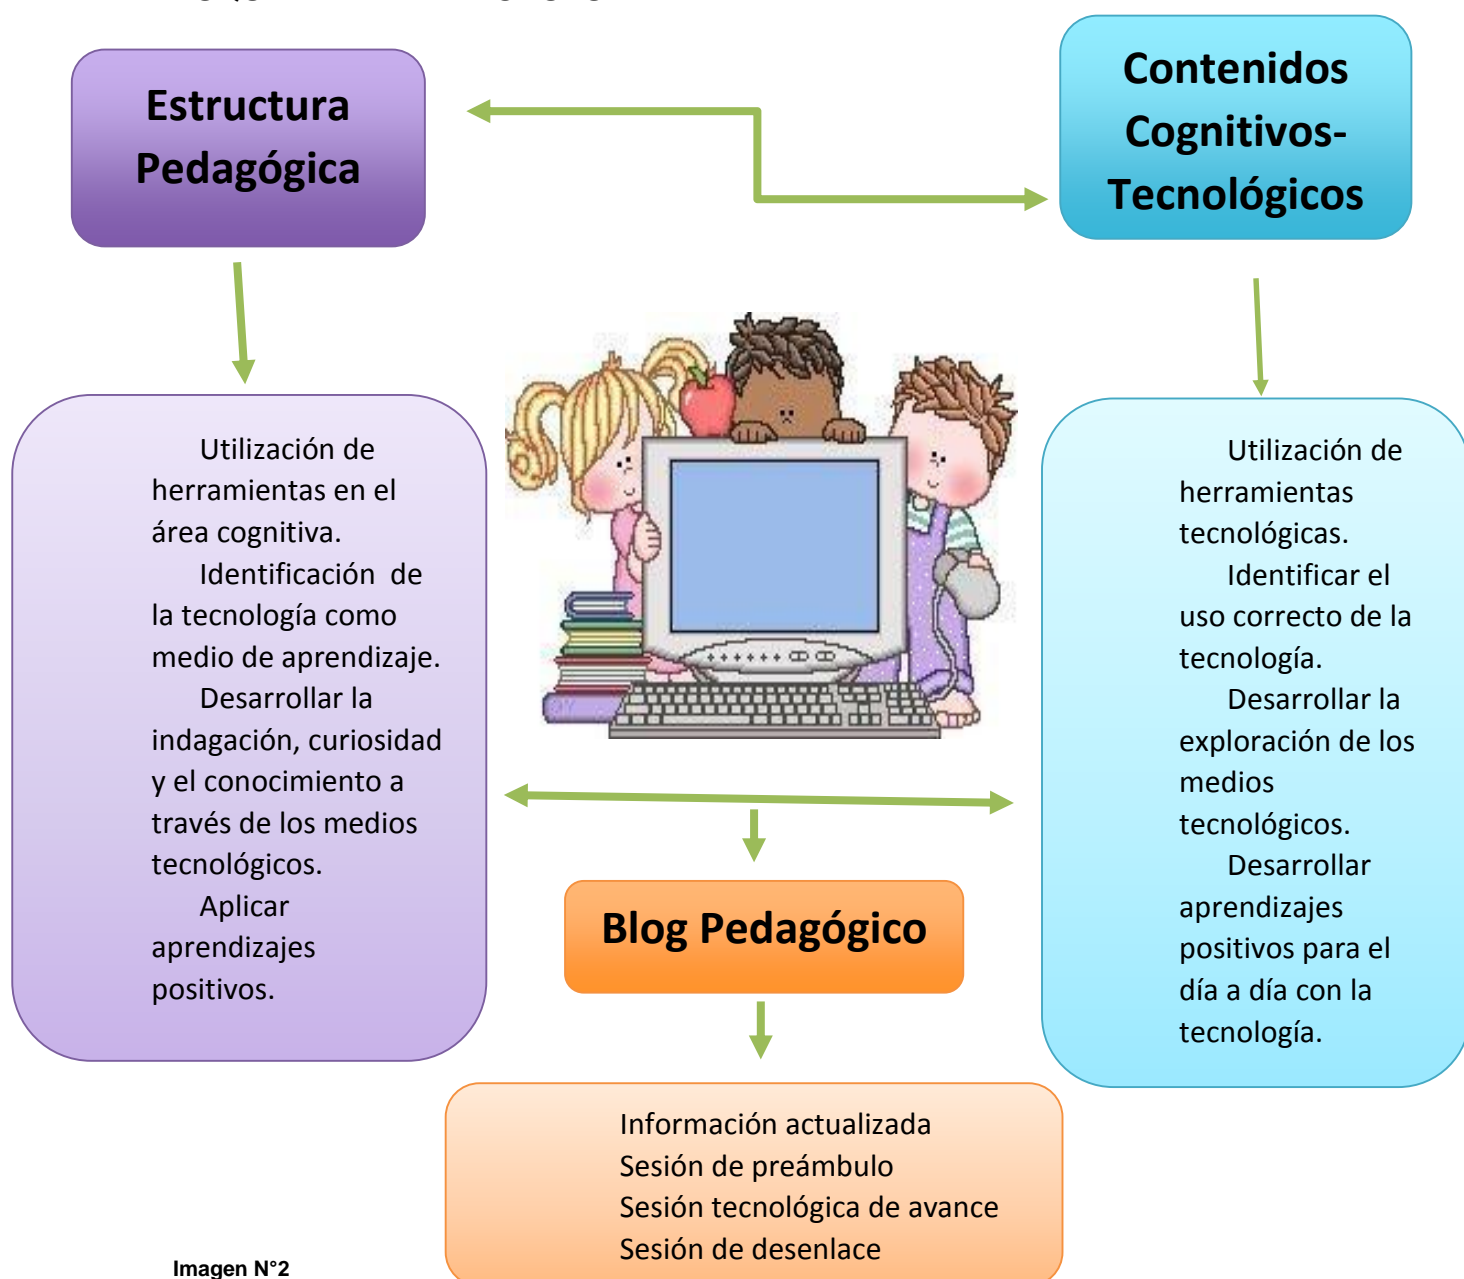 Estructura
Pedagógica
Contenidos
Cognitivos-
Tecnológicos
Utilización de
herramientas en el
área cognitiva.
Identificación de
la tecnología como
medio de aprendizaje.
Desarrollar la
indagación, curiosidad
y el conocimiento a
través de los medios
tecnológicos.
Aplicar
aprendizajes
positivos.
Utilización de
herramientas
tecnológicas.
Identificar el
uso correcto de la
tecnología.
Desarrollar la
exploración de los
medios
tecnológicos.
Desarrollar
aprendizajes
positivos para el
día a día con la
tecnología.
Blog Pedagógico
Información actualizada
Sesión de preámbulo
Sesión tecnológica de avance
Sesión de desenlace
Imagen N°2